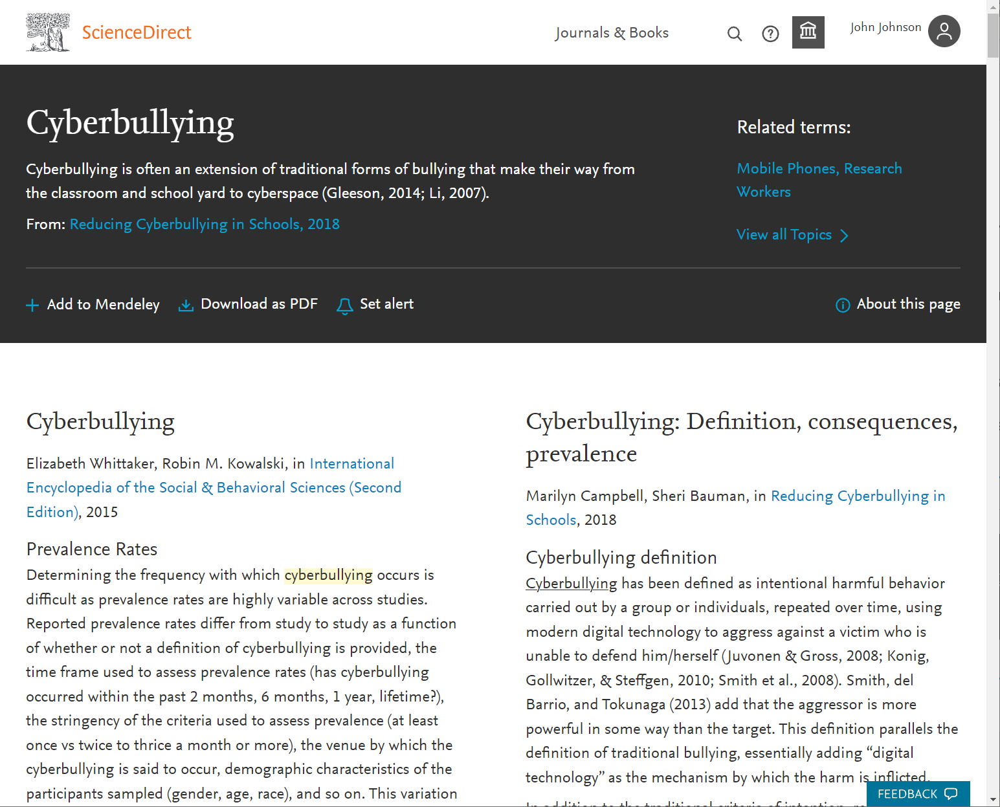 ScienceDirect
Journals & Books
John Johnson
Cyberbullying
Cyberbullying is often an extension of traditional forms of bullying that make their way from
the classroom and school yard to cyberspace (Gleeson, 2014; Li, 2007).
From: Reducing Cyberbullying in Schools, 2018
Related terms:
Mobile Phones, Research
Workers
View all Topics
Add to Mendeley
Download as PDF
Set alert
About this page
Cyberbullying
Elizabeth Whittaker, Robin M. Kowalski, in International
Encyclopedia of the Social & Behavioral Sciences (Second
Edition), 2015
Prevalence Rates
Determining the frequency with which cyberbullying occurs is
difficult as prevalence rates are highly variable across studies.
Reported prevalence rates differ from study to study as a function
of whether or not a definition of cyberbullying is provided, the
time frame used to assess prevalence rates (has cyberbullying
occurred within the past 2 months, 6 months, 1 year, lifetime?),
the stringency of the criteria used to assess prevalence (at least
once vs twice to thrice a month or more), the venue by which the
cyberbullying is said to occur, demographic characteristics of the
participants sampled (gender, age, race), and so on. This variation
Cyberbullying: Definition, consequences,
prevalence
Marilyn Campbell, Sheri Bauman, in Reducing Cyberbullying in
Schools, 2018
Cyberbullying definition
Cyberbullying has been defined as intentional harmful behavior
carried out by a group or individuals, repeated over time, using
modern digital technology to aggress against a victim who is
unable to defend him/herself (Juvonen & Gross, 2008; Konig,
Gollwitzer, & Steffgen, 2010; Smith et al., 2008). Smith, del
Barrio, and Tokunaga (2013) add that the aggressor is more
powerful in some way than the target. This definition parallels the
definition of traditional bullying, essentially adding “digital
technology” as the mechanism by which the harm is inflicted.
In addition to the traditional criteria of intention,
FEEDBACK